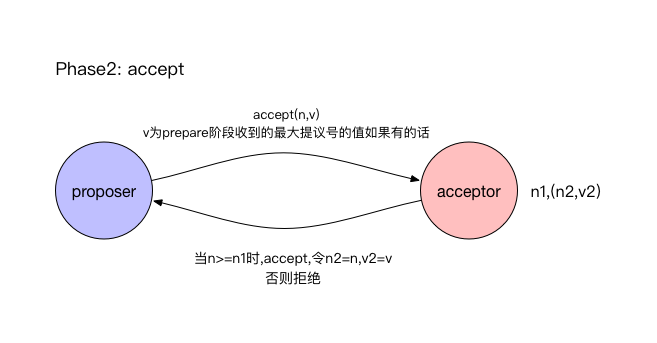 Phase2: accept
accept(n,v)
v为prepare阶段收到的最大提议号的值如果有的话
proposer
acceptor
n1,(n2,v2)
当n>=n1时,accept,令n2=n,v2=v
否则拒绝